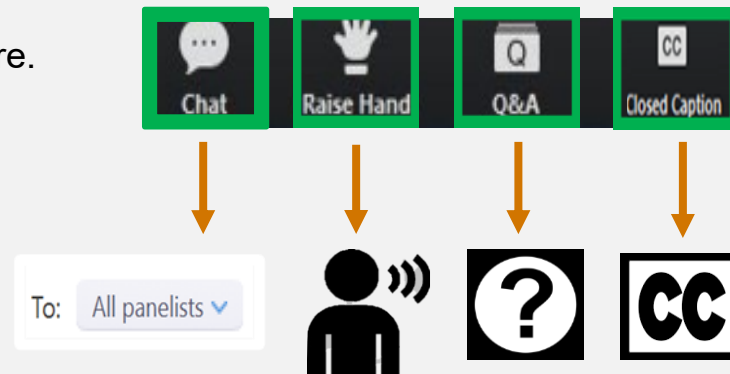 re.
Chat Raise Hand Q Q&A CC Closed Caption
To: All panelists
? CC